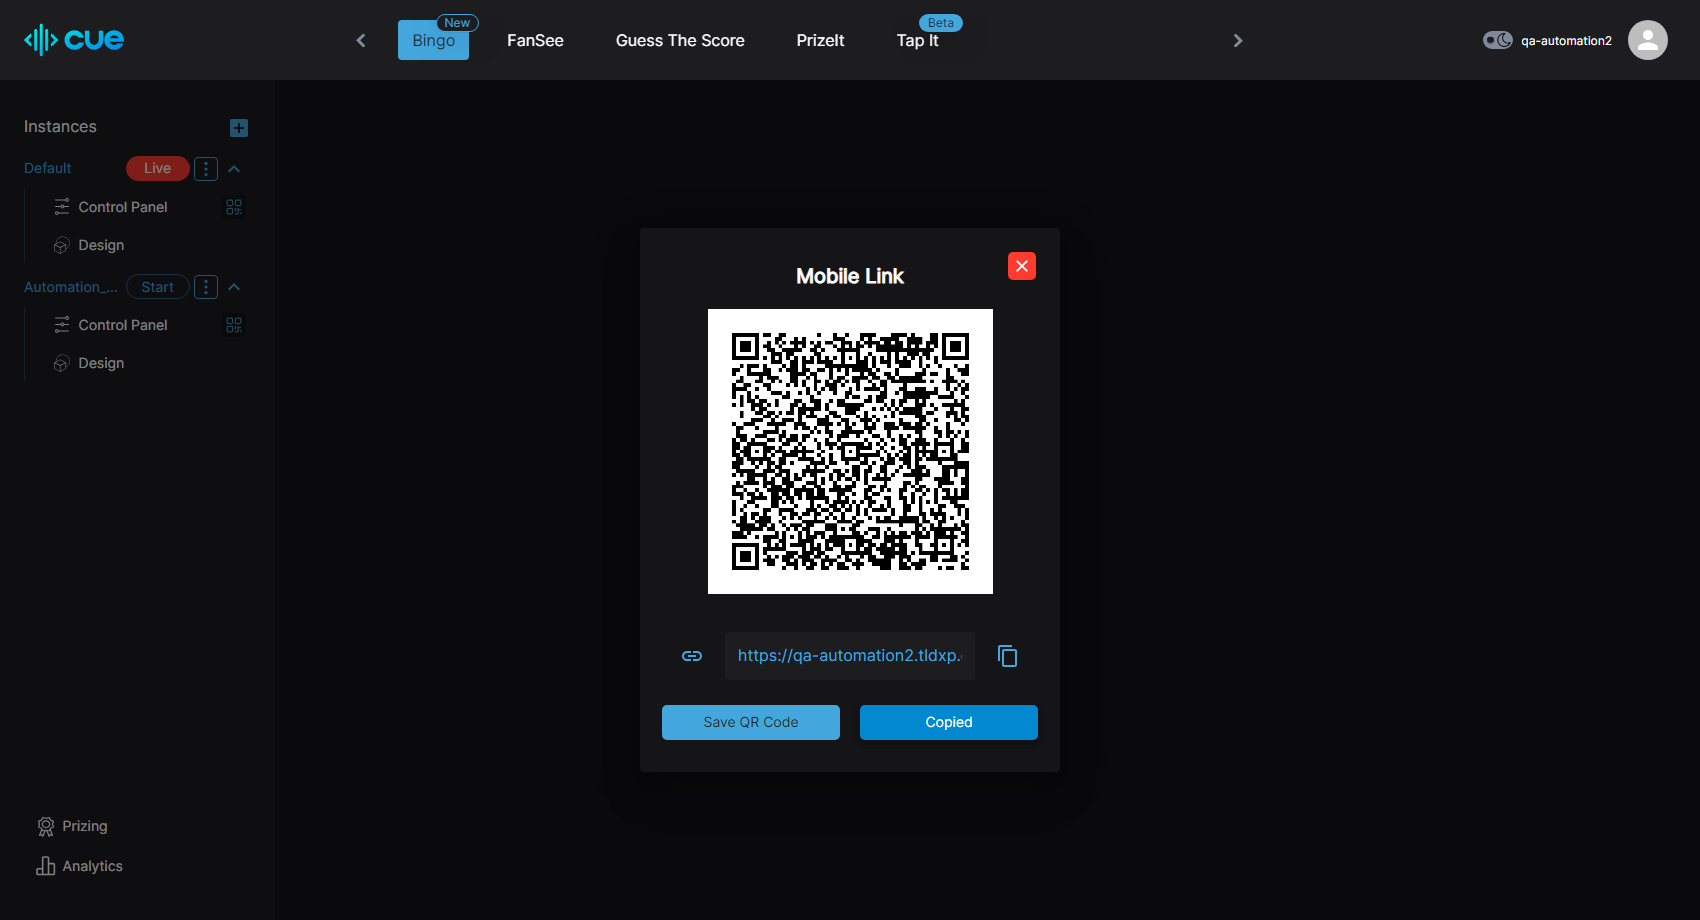 cue
Bingo
New
FanSee
Guess The Score
PrizeIt
Tap It
Beta
qa-automation2
Instances
Default
Live
Control Panel
Design
Automation_...
Start
Control Panel
Design
Mobile Link
https://qa-automation2.tldxp.
Save QR Code
Copied
Prizing
Analytics